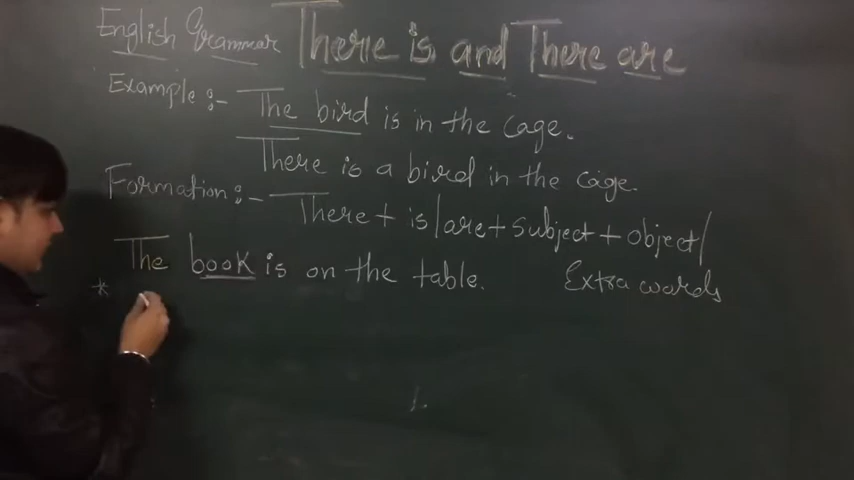 English Grammar There is and There are
Example :- The bird is in the cage.
There is a bird in the cage.
Formation :- There + is/are + subject + object/
Extra words
The book is on the table.
*